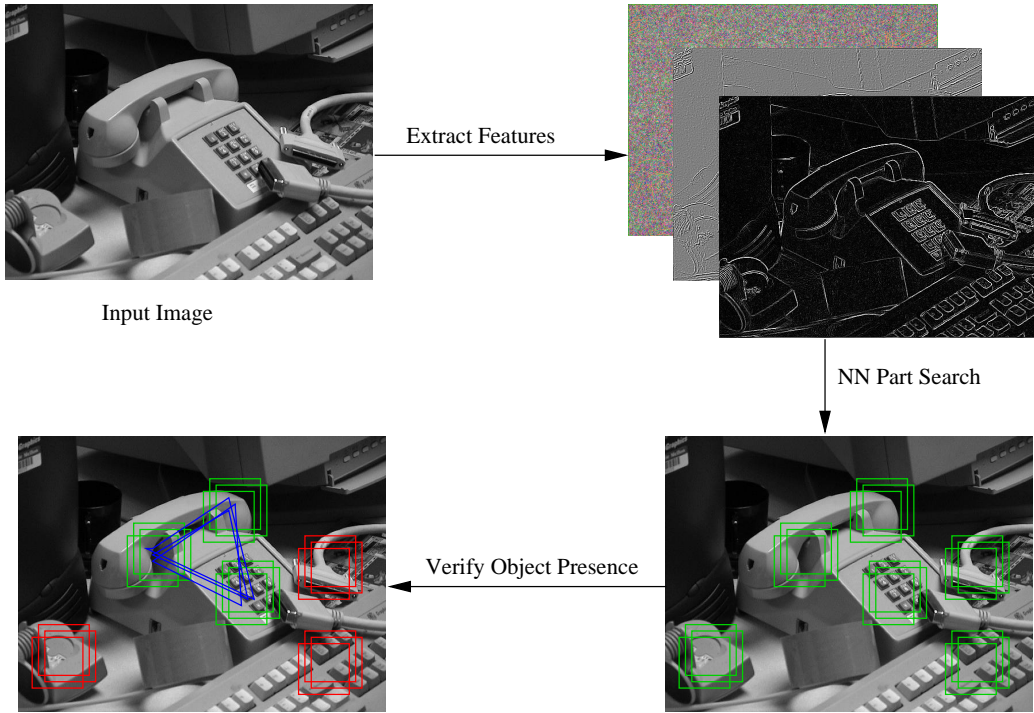 Extract Features
Input Image
NN Part Search
Verify Object Presence